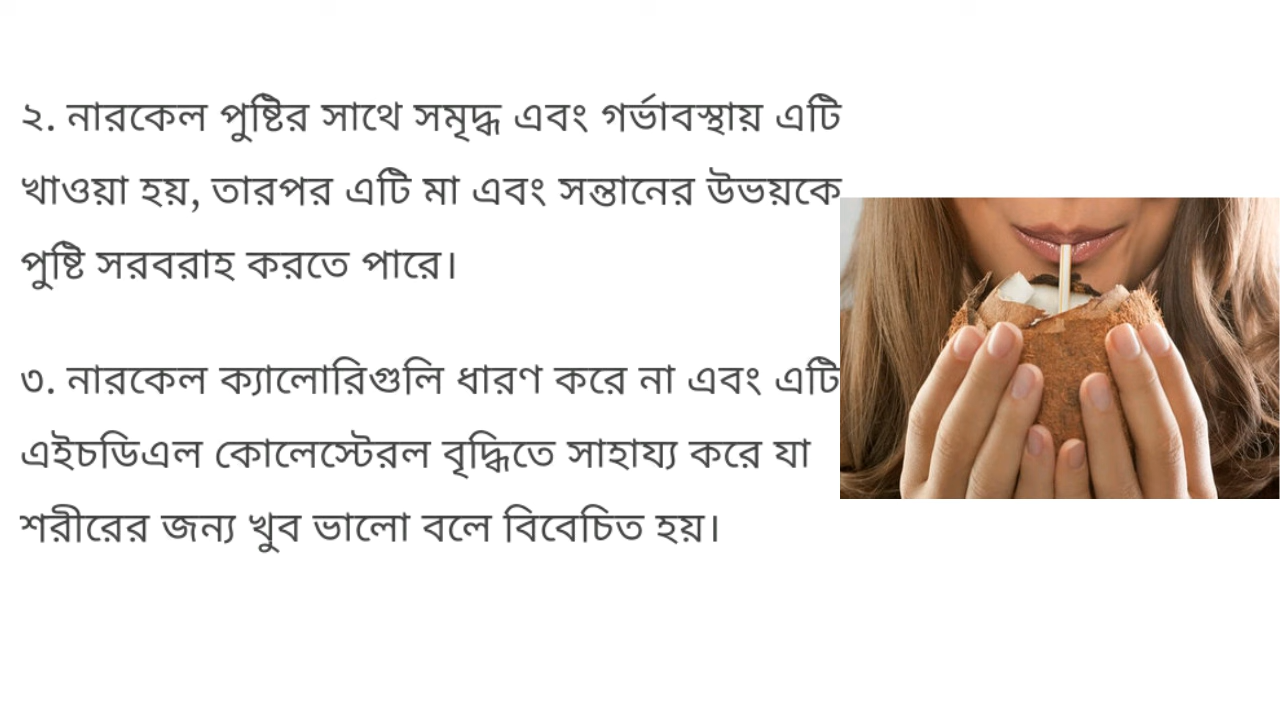 ২. নারকেল পুষ্টির সাথে সমৃদ্ধ এবং গর্ভাবস্থায় এটি
খাওয়া হয়, তারপর এটি মা এবং সন্তানের উভয়কে
পুষ্টি সরবরাহ করতে পারে।
৩. নারকেল ক্যালোরিগুলি ধারণ করে না এবং এটি
এইচডিএল কোলেস্টেরল বৃদ্ধিতে সাহায্য করে যা
শরীরের জন্য খুব ভালো বলে বিবেচিত হয়।